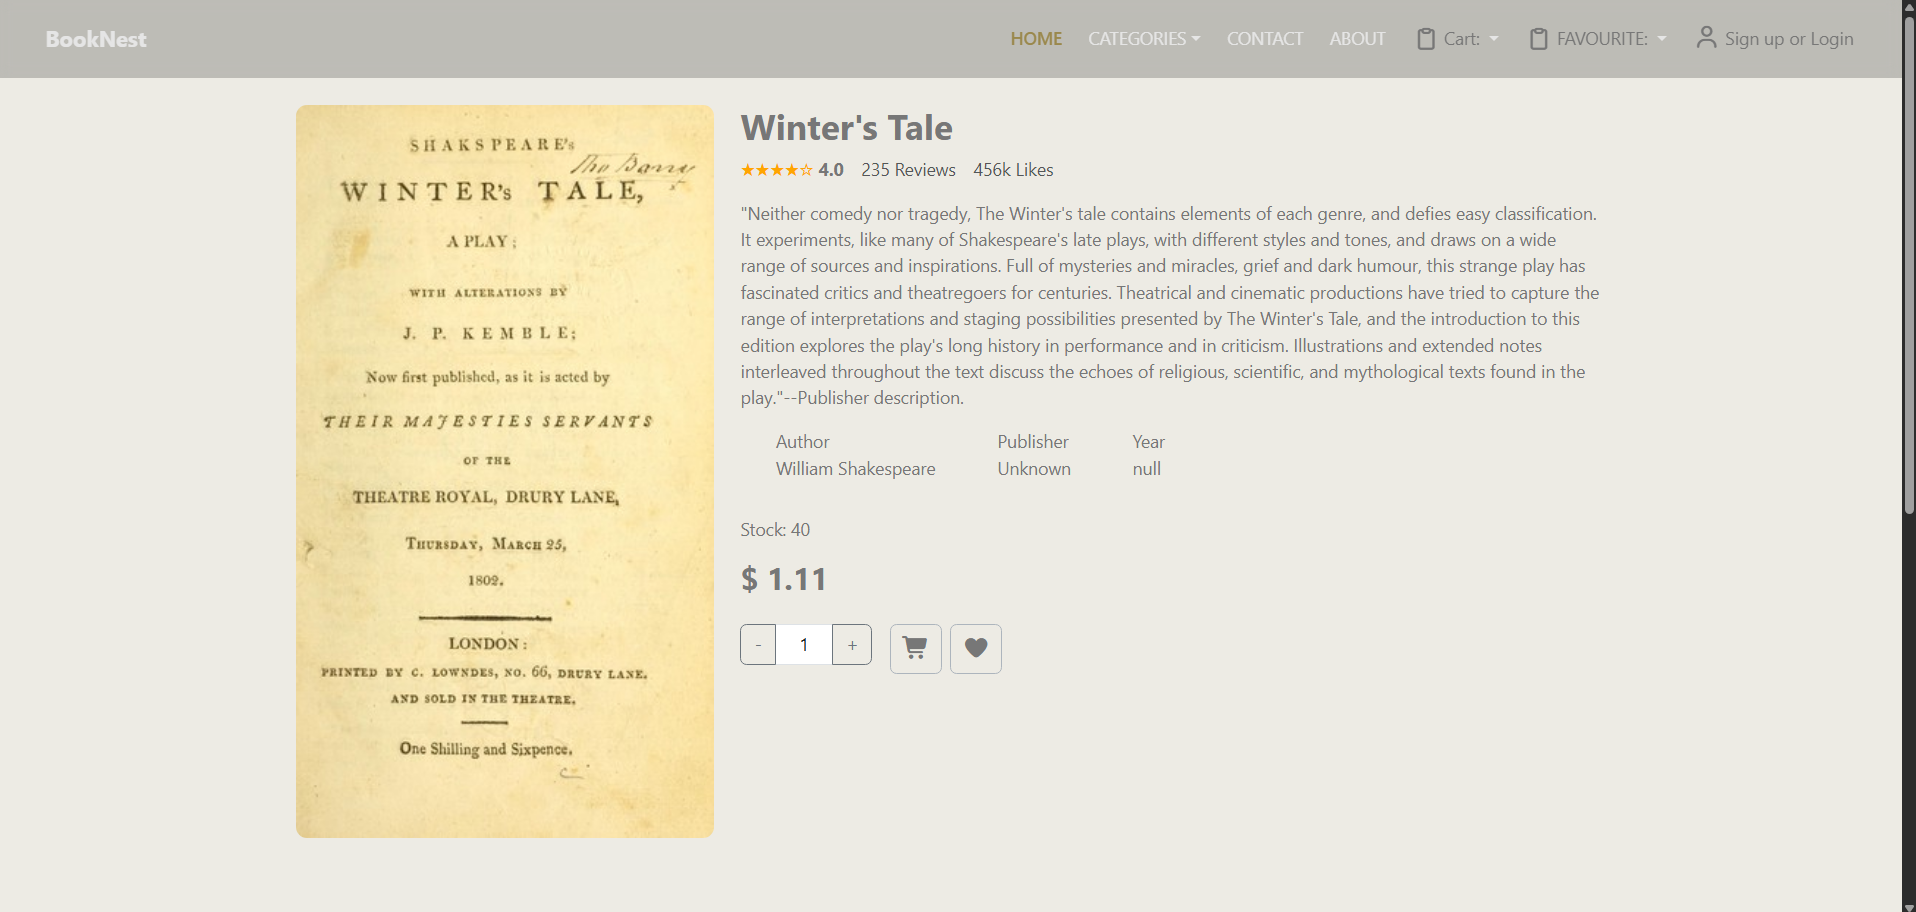 BookNest
HOME CATEGORIES CONTACT ABOUT Cart: FAVOURITE: Sign up or Login
SHAKSPEARE's
Tho Barry
WINTER's TALE,
A PLAY;
WITH ALTERATIONS BY
J. P. KEMBLE;
Now first published, as it is acted by
THEIR MAJESTIES SERVANTS
OF THE
THEATRE ROYAL, DRURY LANE,
THURSDAY, MARCH 25,
1802.
LONDON:
PRINTED BY C. LOWNDES, NO. 66, DRURY LANE.
AND SOLD IN THE THEATRE.
One Shilling and Sixpence.
Winter's Tale
★★★★☆ 4.0 235 Reviews 456k Likes
"Neither comedy nor tragedy, The Winter's tale contains elements of each genre, and defies easy classification.
It experiments, like many of Shakespeare's late plays, with different styles and tones, and draws on a wide
range of sources and inspirations. Full of mysteries and miracles, grief and dark humour, this strange play has
fascinated critics and theatregoers for centuries. Theatrical and cinematic productions have tried to capture the
range of interpretations and staging possibilities presented by The Winter's Tale, and the introduction to this
edition explores the play's long history in performance and in criticism. Illustrations and extended notes
interleaved throughout the text discuss the echoes of religious, scientific, and mythological texts found in the
play."--Publisher description.
Author Publisher Year
William Shakespeare Unknown null
Stock: 40
$ 1.11
- 1 +